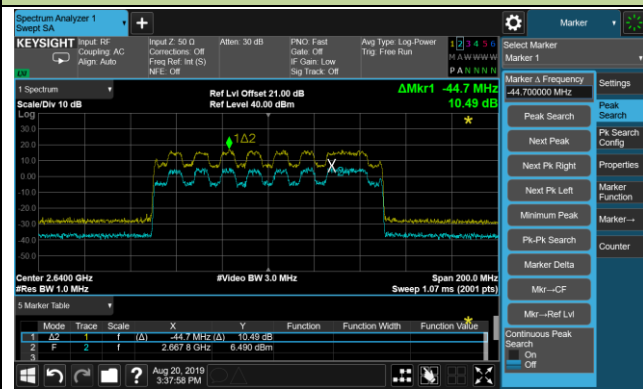 Spectrum Analyzer 1
Swept SA
+
Marker
KEYSIGHT
Input: RF
Coupling: AC
Align: Auto
Input Z: 50 Ω
Corrections: Off
Freq Ref: Int (S)
NFE: Off
Atten: 30 dB
PNO: Fast
Gate: Off
IF Gain: Low
Sig Track: Off
Avg Type: Log-Power
Trig: Free Run
1 2 3 4 5 6
M A W W W W
P A N N N N
LXI
Select Marker
Marker 1
1 Spectrum
Scale/Div 10 dB
Ref Lvl Offset 21.00 dB
Ref Level 40.00 dBm
ΔMkr1 -44.7 MHz
10.49 dB
Log
30.0
20.0
10.0
0.00
-10.0
-20.0
-30.0
-40.0
-50.0
1Δ2
X2
Center 2.6400 GHz
#Res BW 1.0 MHz
#Video BW 3.0 MHz
Span 200.0 MHz
Sweep 1.07 ms (2001 pts)
5 Marker Table
Mode Trace Scale X Y Function Function Width Function Value
1 Δ2 1 f (Δ) -44.7 MHz (Δ) 10.49 dB
2 F 2 f 2.667 8 GHz 6.490 dBm
3
Marker Δ Frequency
-44.700000 MHz
Peak Search
Next Peak
Next Pk Right
Next Pk Left
Minimum Peak
Pk-Pk Search
Marker Delta
Mkr→CF
Mkr→Ref Lvl
Continuous Peak
Search
On
Off
Settings
Peak
Search
Pk Search
Config
Properties
Marker
Function
Marker→
Counter
?
Aug 20, 2019
3:37:58 PM